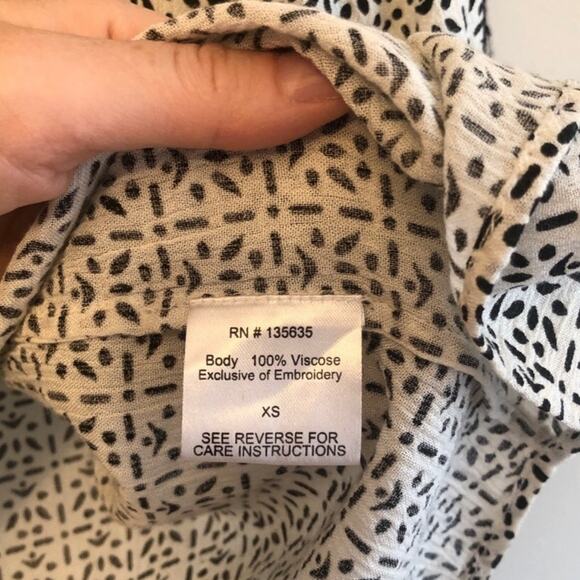 RN # 135635
Body 100% Viscose
Exclusive of Embroidery
XS
SEE REVERSE FOR
CARE INSTRUCTIONS